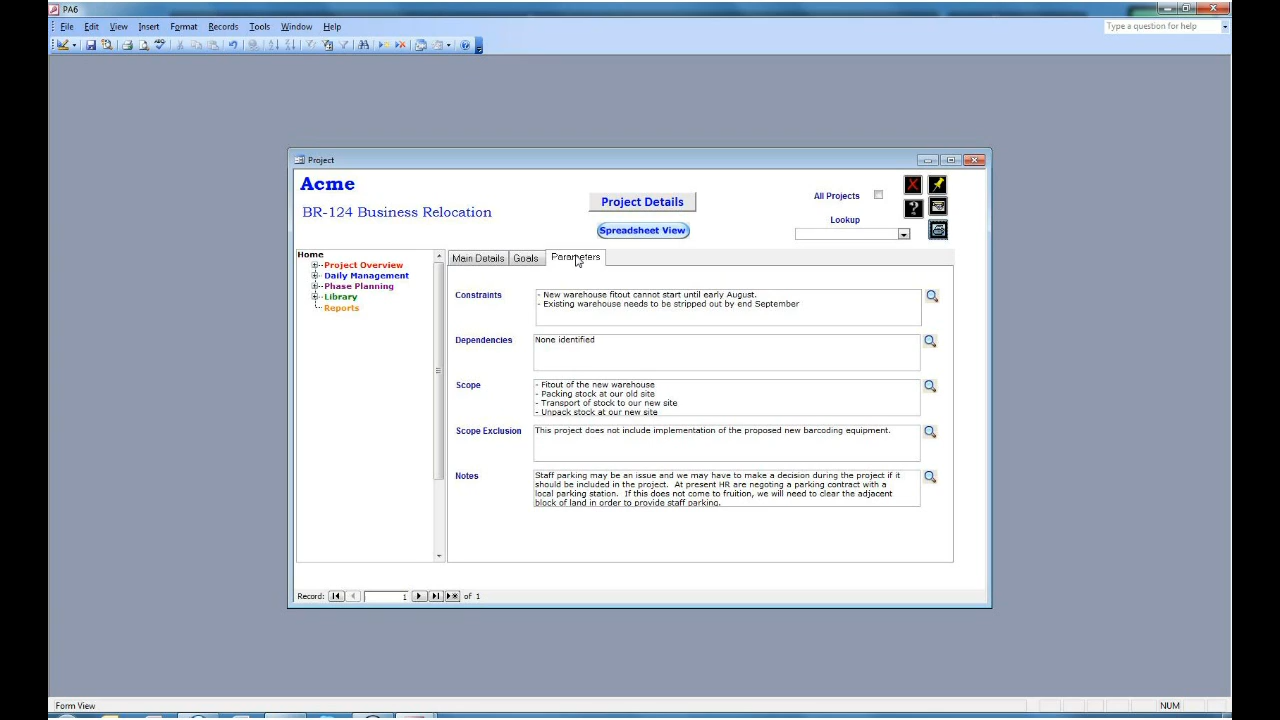 PA6
File Edit View Insert Format Records Tools Window Help
Type a question for help
Project
Acme
BR-124 Business Relocation
Project Details
Spreadsheet View
All Projects
Lookup
Home
Project Overview
Daily Management
Phase Planning
Library
Reports
Main Details Goals Parameters
Constraints
- New warehouse fitout cannot start until early August.
- Existing warehouse needs to be stripped out by end September
Dependencies
None identified
Scope
- Fitout of the new warehouse
- Packing stock at our old site
- Transport of stock to our new site
- Unpack stock at our new site
Scope Exclusion
This project does not include implementation of the proposed new barcoding equipment.
Notes
Staff parking may be an issue and we may have to make a decision during the project if it
should be included in the project. At present HR are negoting a parking contract with a
local parking station. If this does not come to fruition, we will need to clear the adjacent
block of land in order to provide staff parking.
Record: 1 of 1
Form View
NUM